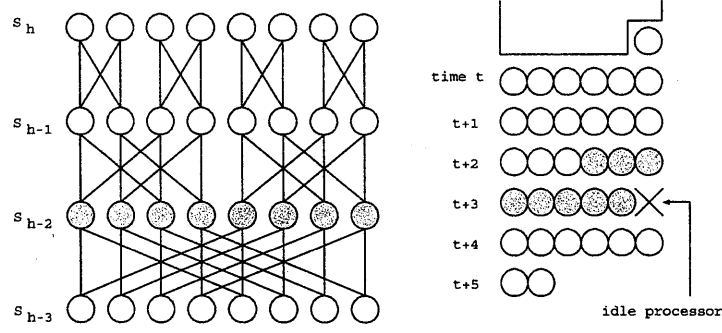 S h
S h-1
S h-2
S h-3
time t
t+1
t+2
t+3
t+4
t+5
idle processor